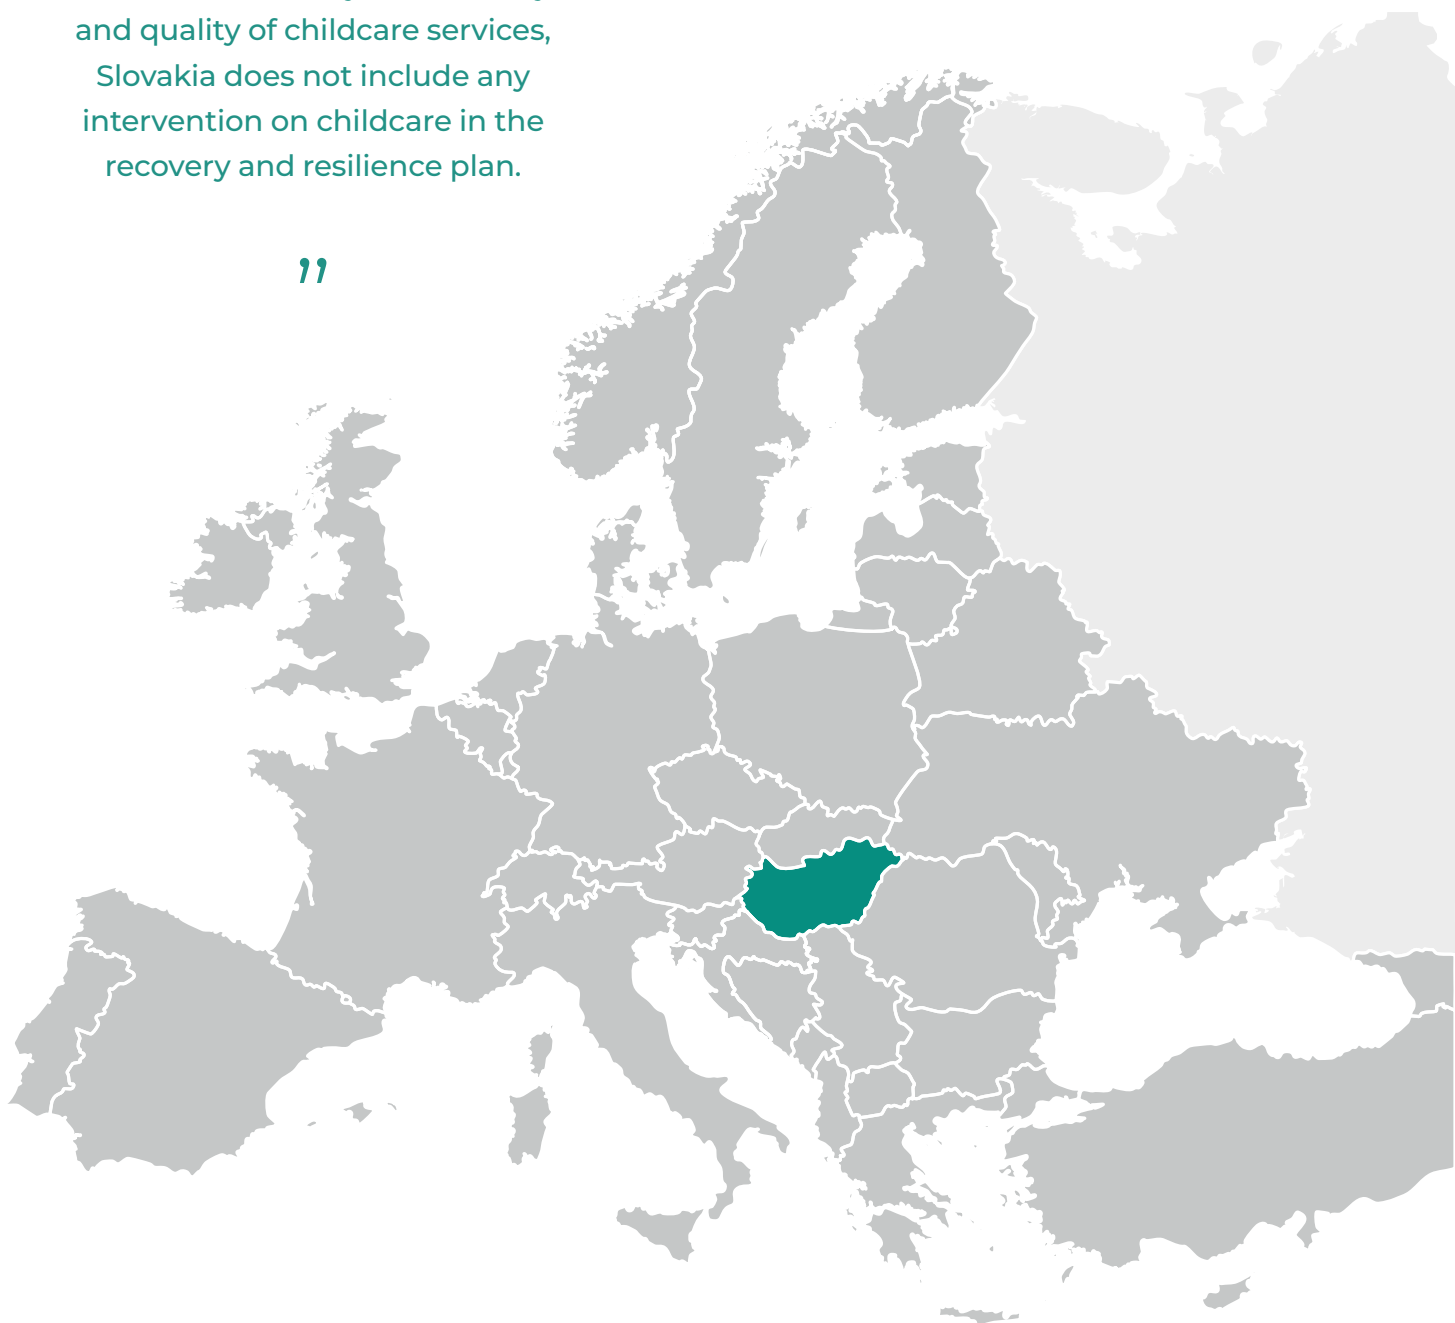 and quality of childcare services,
Slovakia does not include any
intervention on childcare in the
recovery and resilience plan.
”